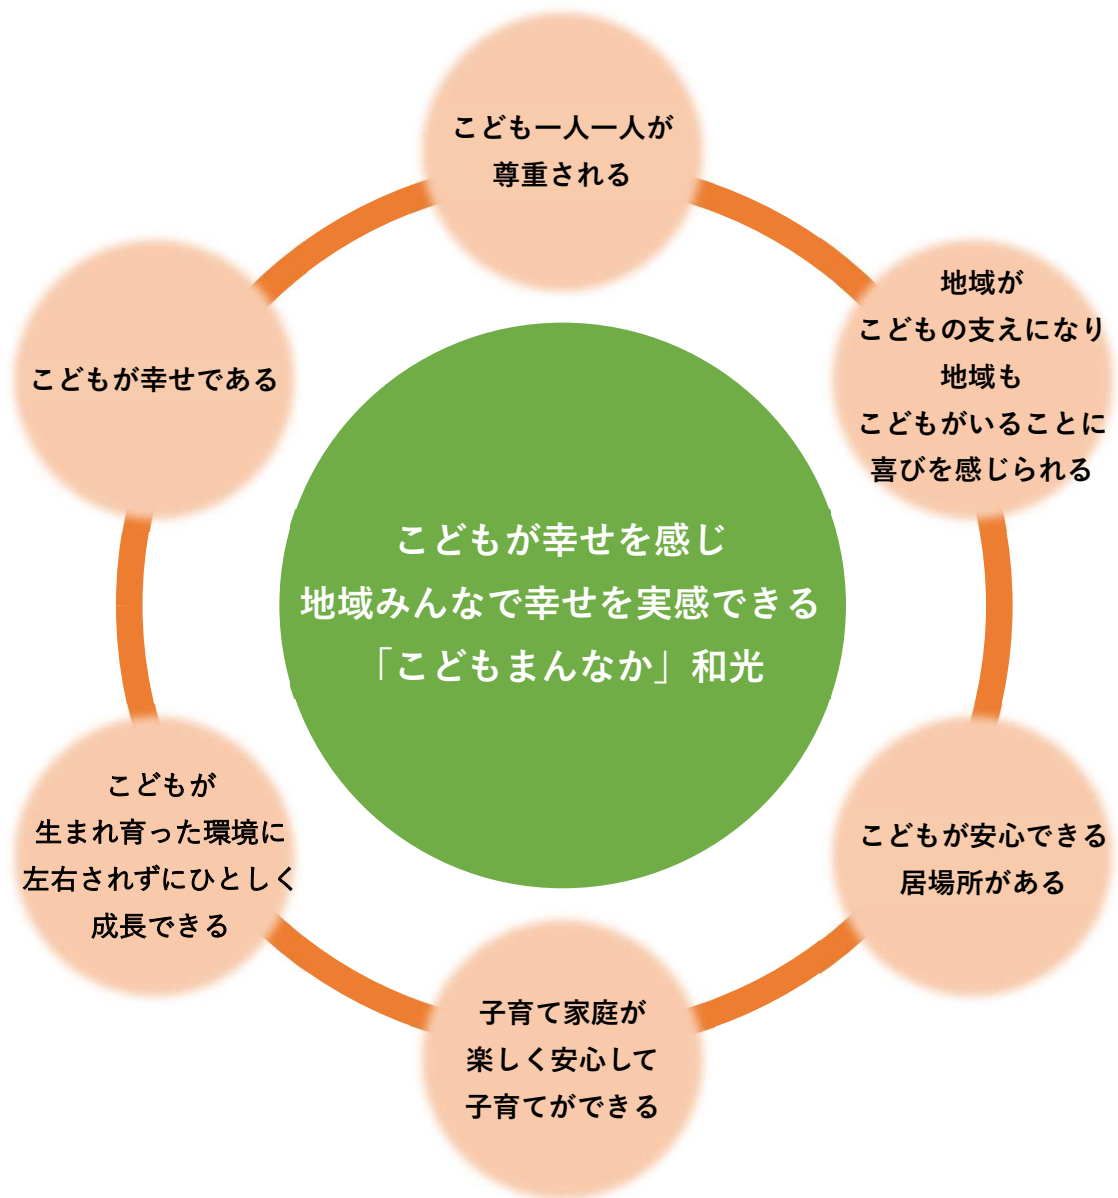 こども一人一人が
尊重される
地域が
こどもの支えになり
地域も
こどもがいることに
喜びを感じられる
こどもが幸せである
こどもが幸せを感じ
地域みんなで幸せを実感できる
「こどもまんなか」和光
こどもが
生まれ育った環境に
左右されずにひとしく
成長できる
こどもが安心できる
居場所がある
子育て家庭が
楽しく安心して
子育てができる